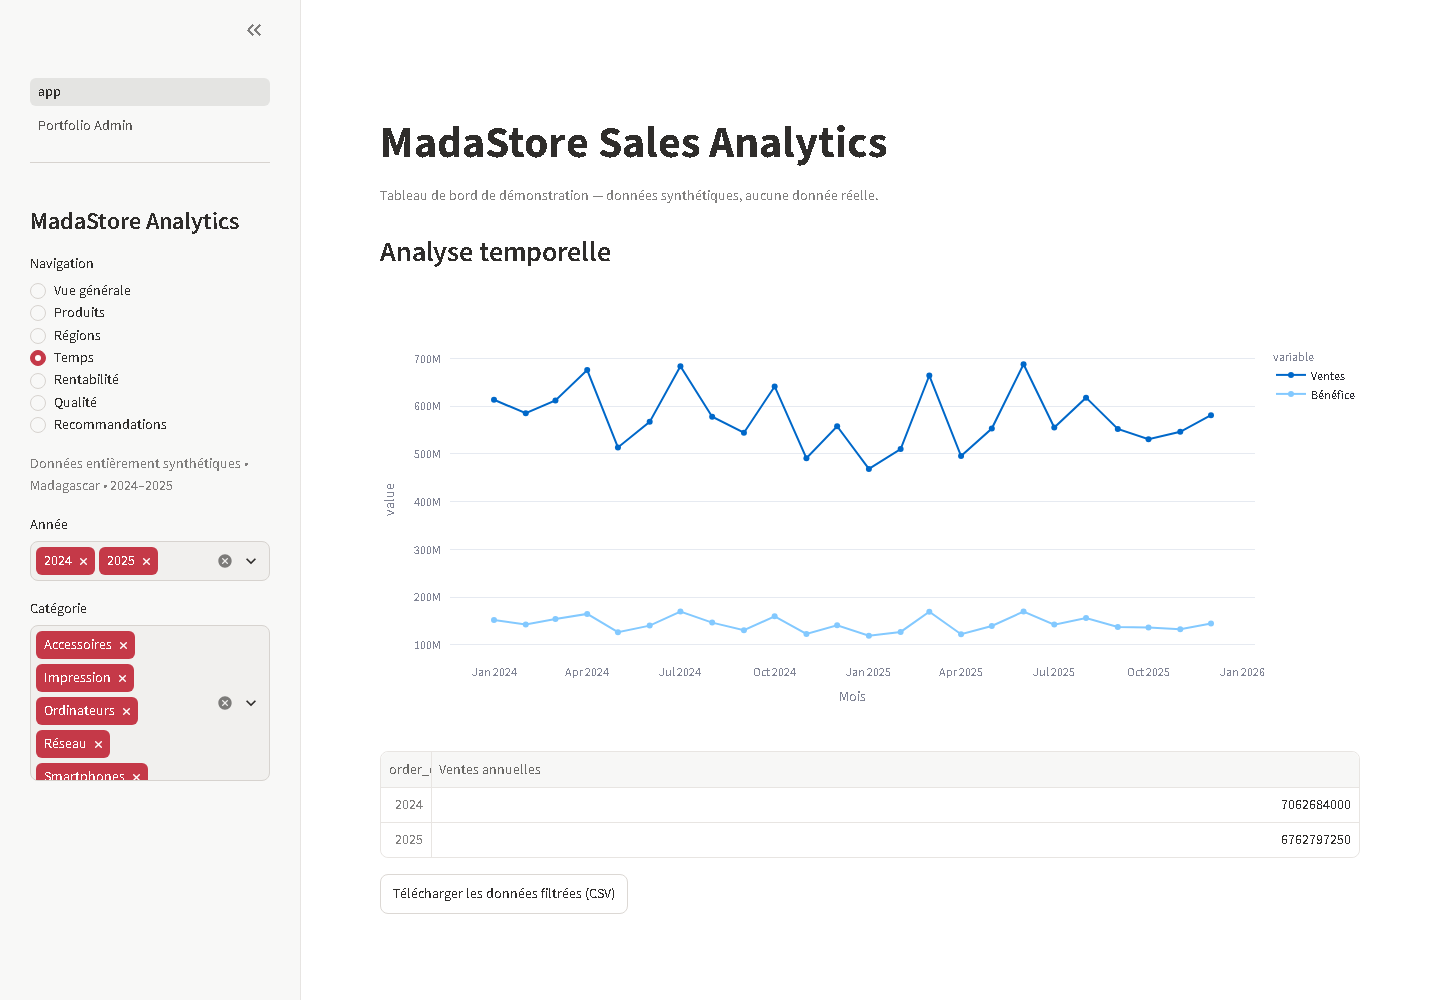 app
Portfolio Admin
MadaStore Analytics
Navigation
Vue générale
Produits
Régions
Temps
Rentabilité
Qualité
Recommandations
Données entièrement synthétiques •
Madagascar • 2024–2025
Année
2024
2025
Catégorie
Accessoires
Impression
Ordinateurs
Réseau
Smartphones
MadaStore Sales Analytics
Tableau de bord de démonstration — données synthétiques, aucune donnée réelle.
Analyse temporelle
variable
Ventes
Bénéfice
value
700M
600M
500M
400M
300M
200M
100M
Jan 2024 Apr 2024 Jul 2024 Oct 2024 Jan 2025 Apr 2025 Jul 2025 Oct 2025 Jan 2026
Mois
order_ Ventes annuelles
2024 7062684000
2025 6762797250
Télécharger les données filtrées (CSV)